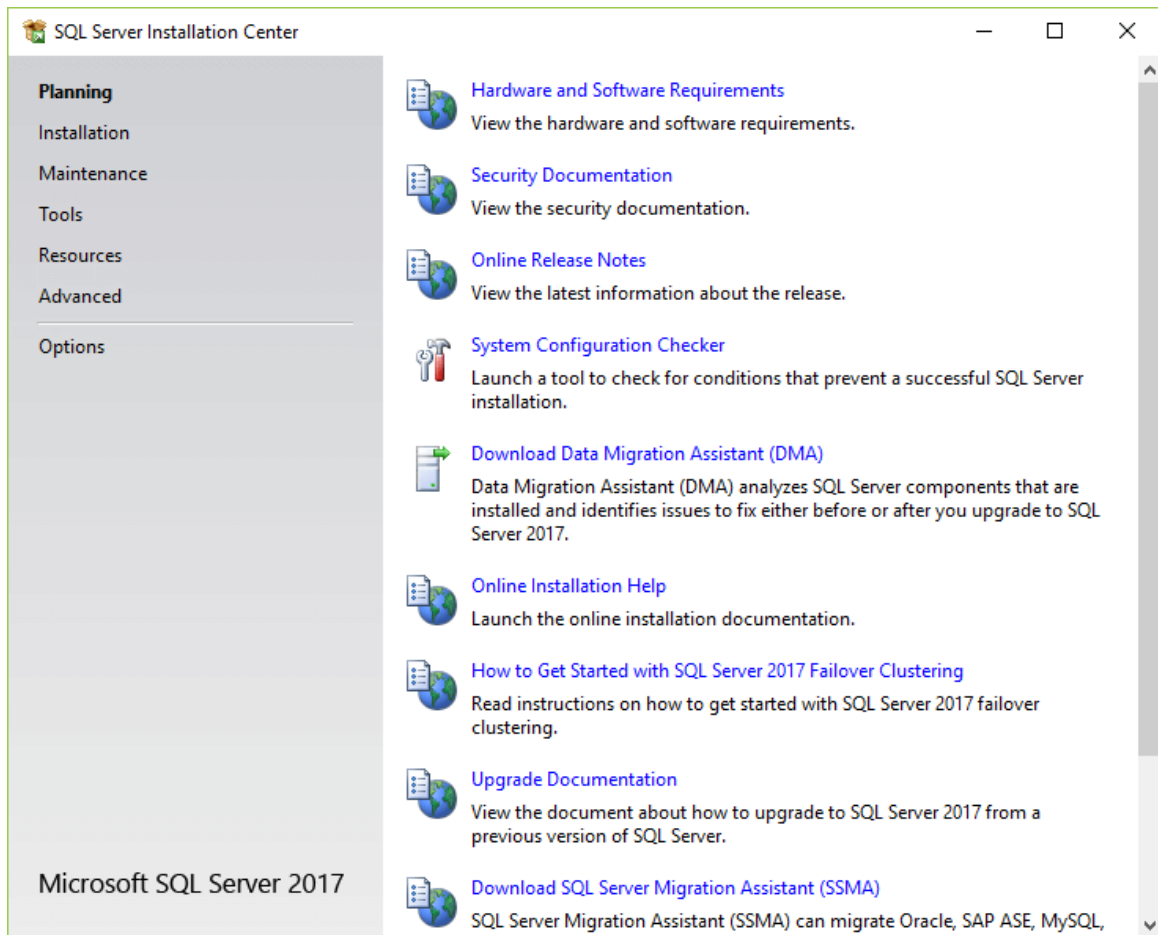 SQL Server Installation Center
Planning
Installation
Maintenance
Tools
Resources
Advanced
Options
Microsoft SQL Server 2017
Hardware and Software Requirements
View the hardware and software requirements.
Security Documentation
View the security documentation.
Online Release Notes
View the latest information about the release.
System Configuration Checker
Launch a tool to check for conditions that prevent a successful SQL Server
installation.
Download Data Migration Assistant (DMA)
Data Migration Assistant (DMA) analyzes SQL Server components that are
installed and identifies issues to fix either before or after you upgrade to SQL
Server 2017.
Online Installation Help
Launch the online installation documentation.
How to Get Started with SQL Server 2017 Failover Clustering
Read instructions on how to get started with SQL Server 2017 failover
clustering.
Upgrade Documentation
View the document about how to upgrade to SQL Server 2017 from a
previous version of SQL Server.
Download SQL Server Migration Assistant (SSMA)
SQL Server Migration Assistant (SSMA) can migrate Oracle, SAP ASE, MySQL,